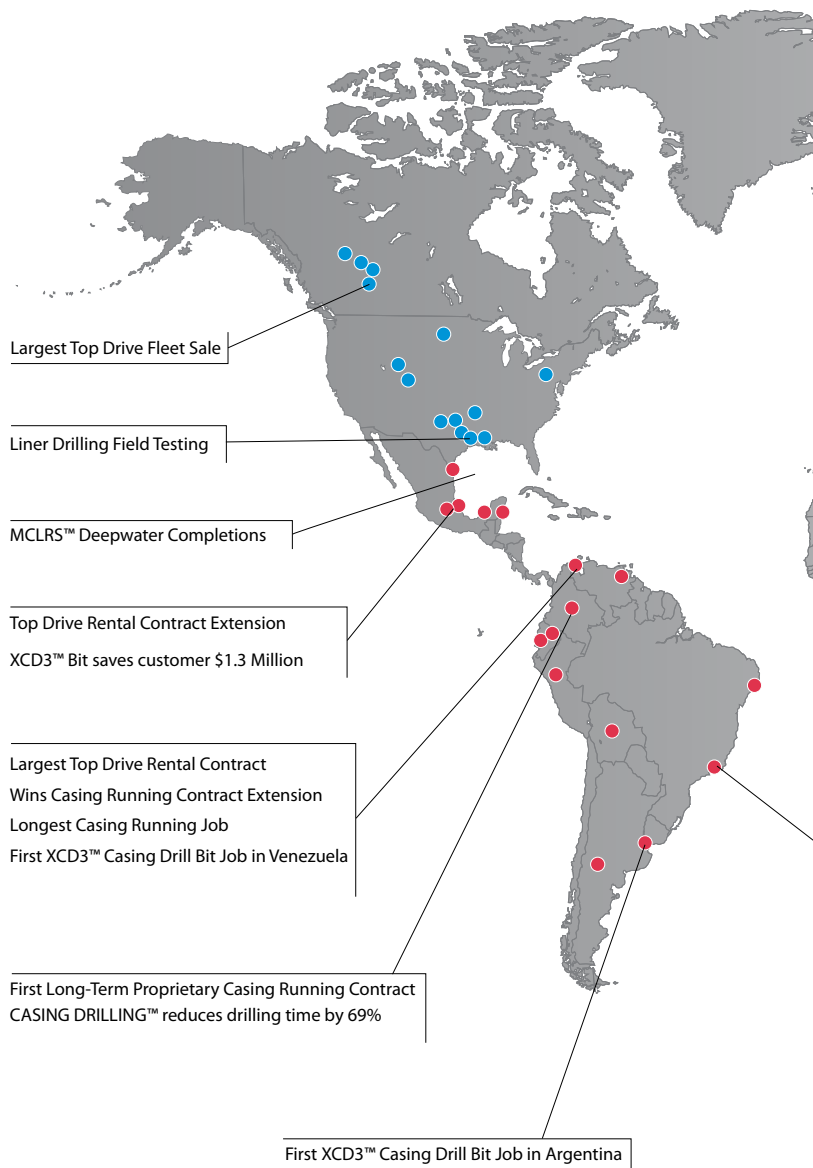 Largest Top Drive Fleet Sale
Liner Drilling Field Testing
MCLRS™ Deepwater Completions
Top Drive Rental Contract Extension
XCD3™ Bit saves customer $1.3 Million
Largest Top Drive Rental Contract
Wins Casing Running Contract Extension
Longest Casing Running Job
First XCD3™ Casing Drill Bit Job in Venezuela
First Long-Term Proprietary Casing Running Contract
CASING DRILLING™ reduces drilling time by 69%
First XCD3™ Casing Drill Bit Job in Argentina